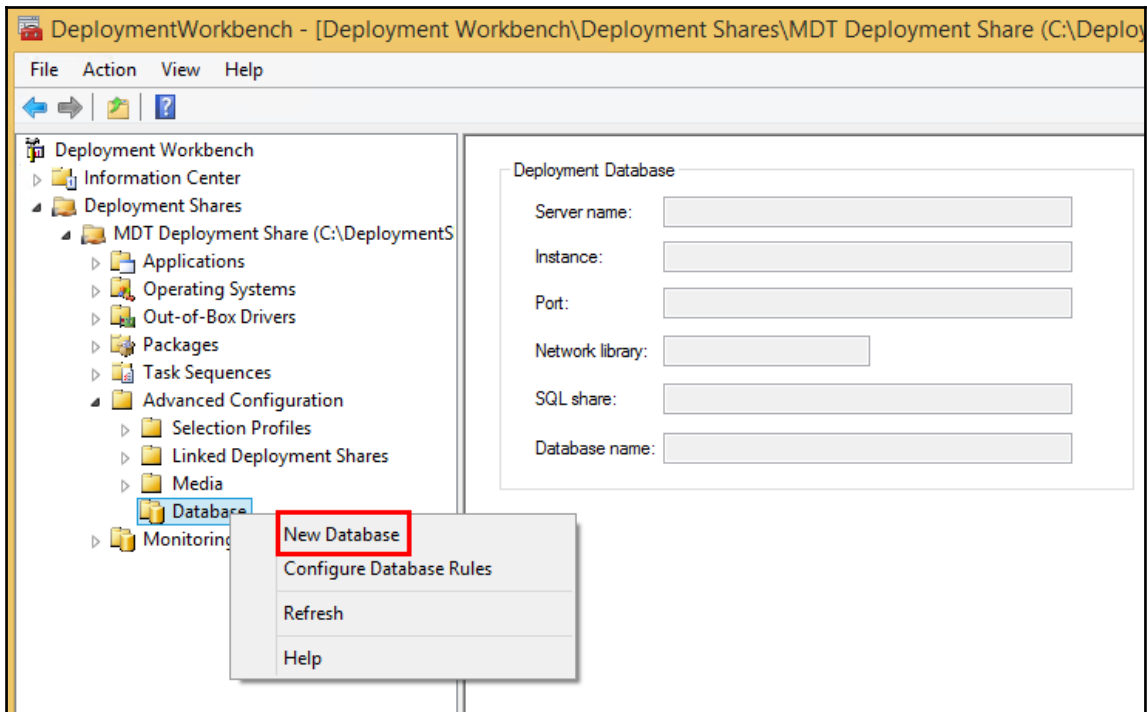 DeploymentWorkbench - [Deployment Workbench\Deployment Shares\MDT Deployment Share (C:\Deploy
File Action View Help
Deployment Workbench
Information Center
Deployment Shares
MDT Deployment Share (C:\DeploymentS
Applications
Operating Systems
Out-of-Box Drivers
Packages
Task Sequences
Advanced Configuration
Selection Profiles
Linked Deployment Shares
Media
Database
Monitoring
New Database
Configure Database Rules
Refresh
Help
Deployment Database
Server name:
Instance:
Port:
Network library:
SQL share:
Database name: